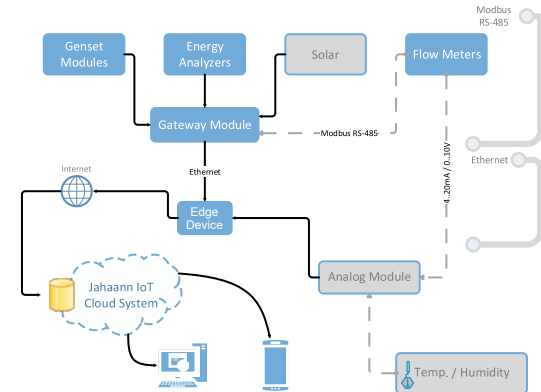 Modbus
RS-485
Genset
Modules
Energy
Analyzers
Solar
Flow Meters
Gateway Module
Modbus RS-485
Ethernet
4..20mA / 0..10V
Ethernet
Internet
Edge
Device
Analog Module
Jahaann IoT
Cloud System
Temp. / Humidity